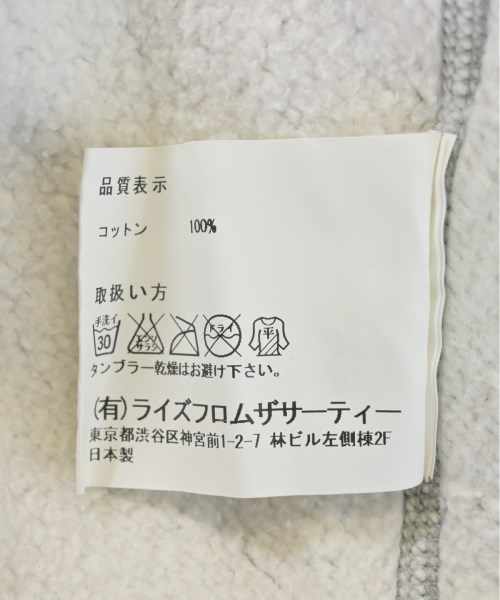 品質表示
コットン 100%
取扱い方
手洗イ 30 エンソサラシ ドライ 平
タンブラー乾燥はお避け下さい。
(有)ライズフロムザサーティー
東京都渋谷区神宮前1-2-7 林ビル左側棟2F
日本製